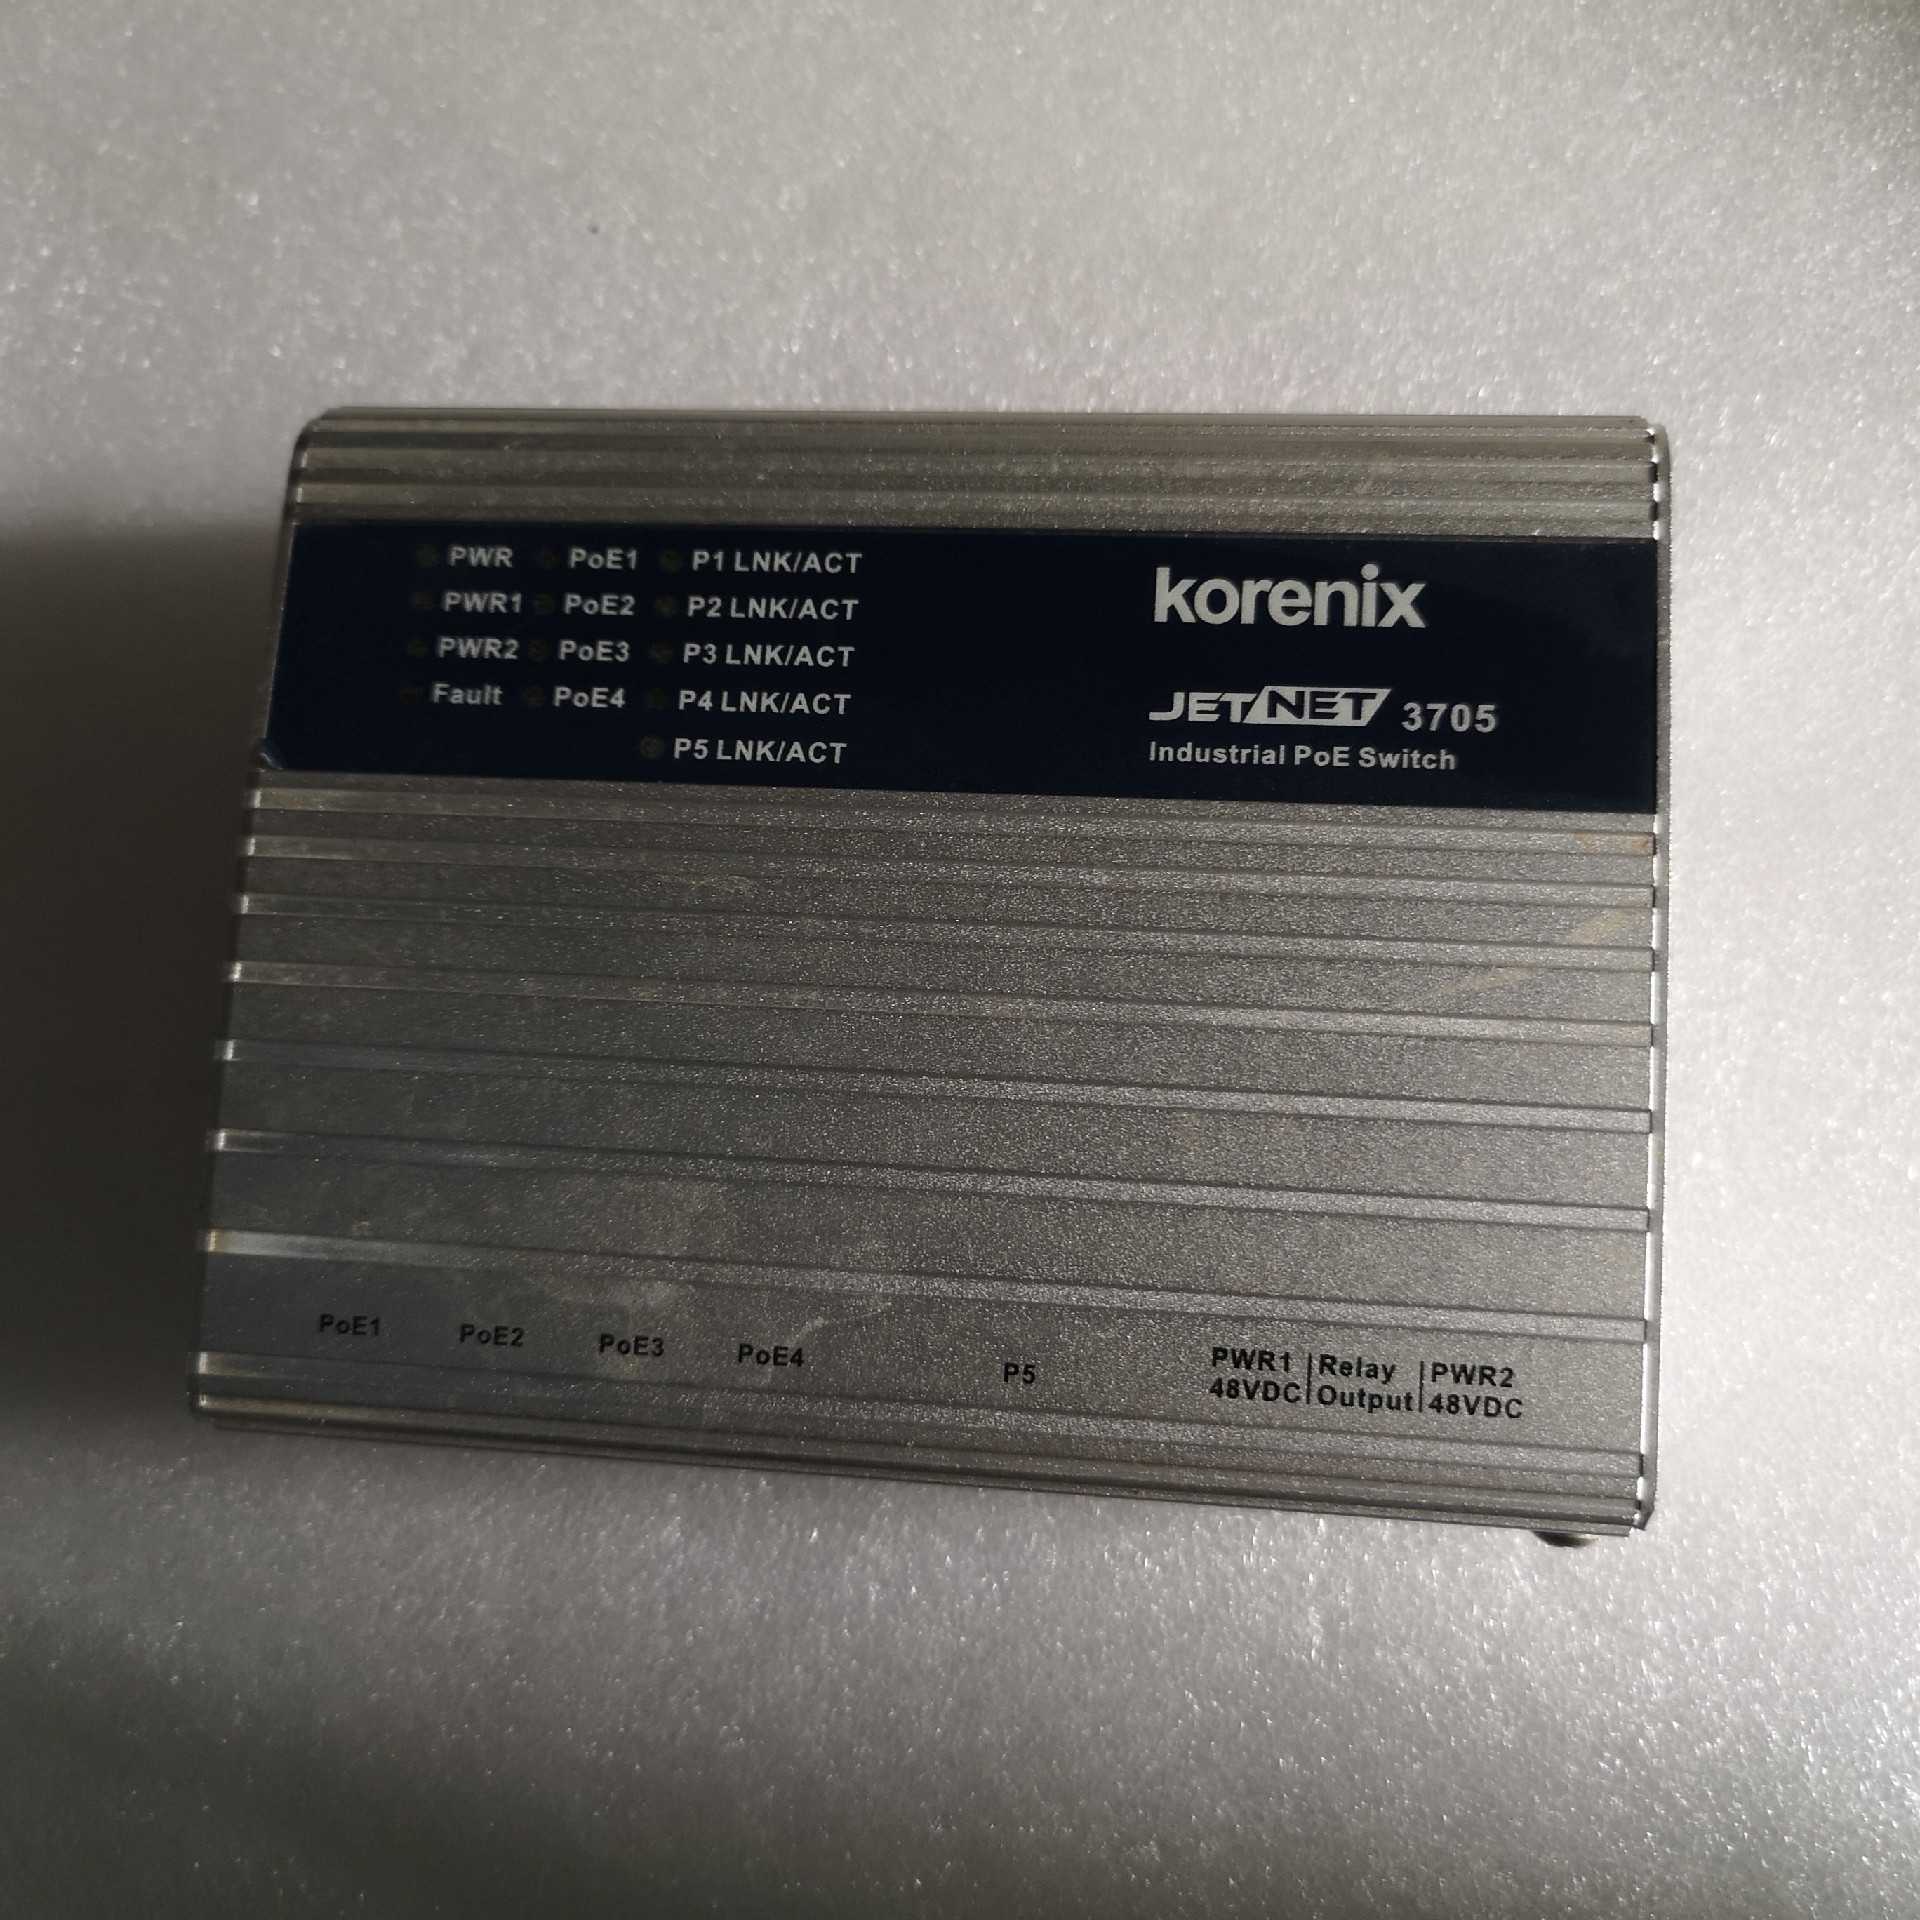 PWR PoE1 P1 LNK/ACT
PWR1 PoE2 P2 LNK/ACT
PWR2 PoE3 P3 LNK/ACT
Fault PoE4 P4 LNK/ACT
P5 LNK/ACT
korenix
JETNET 3705
Industrial PoE Switch
PoE1 PoE2 PoE3 PoE4 P5
PWR1 Relay PWR2
48VDC Output 48VDC